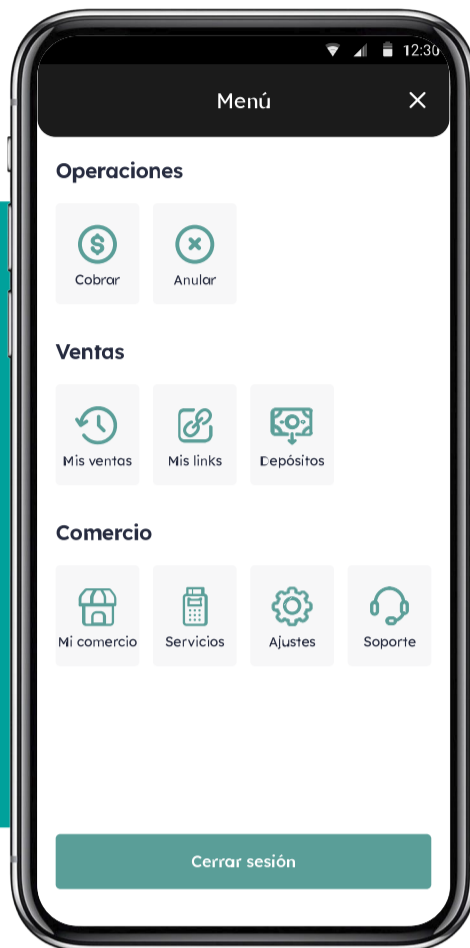 12:30
Menú
Operaciones
Cobrar Anular
Ventas
Mis ventas Mis links Depósitos
Comercio
Mi comercio Servicios Ajustes Soporte
Cerrar sesión